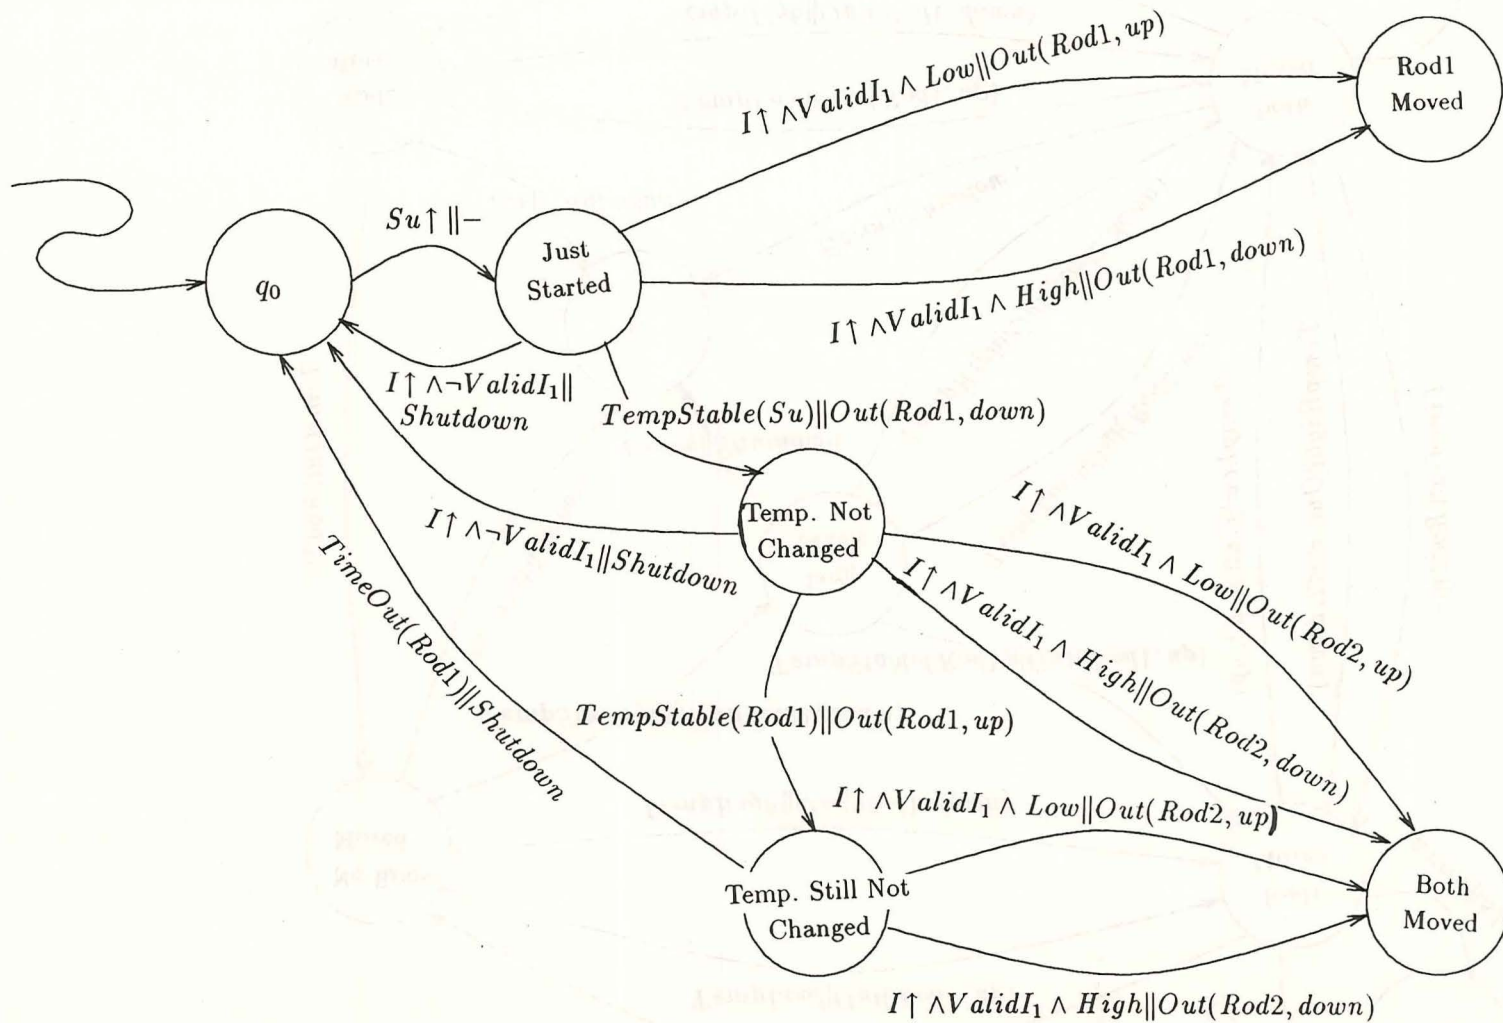 I↑ ∧ValidI₁ ∧ Low||Out(Rod1, up)
Rod1
Moved
Su↑ ||−
Just
Started
q₀
I↑ ∧ValidI₁ ∧ High||Out(Rod1, down)
I↑ ∧¬ValidI₁||
Shutdown
TempStable(Su)||Out(Rod1, down)
Temp. Not
Changed
I↑ ∧¬ValidI₁||Shutdown
I↑ ∧ValidI₁ ∧ Low||Out(Rod2, up)
I↑ ∧ValidI₁ ∧ High||Out(Rod2, down)
TimeOut(Rod1)||Shutdown
TempStable(Rod1)||Out(Rod1, up)
I↑ ∧ValidI₁ ∧ Low||Out(Rod2, up)
Temp. Still Not
Changed
Both
Moved
I↑ ∧ValidI₁ ∧ High||Out(Rod2, down)